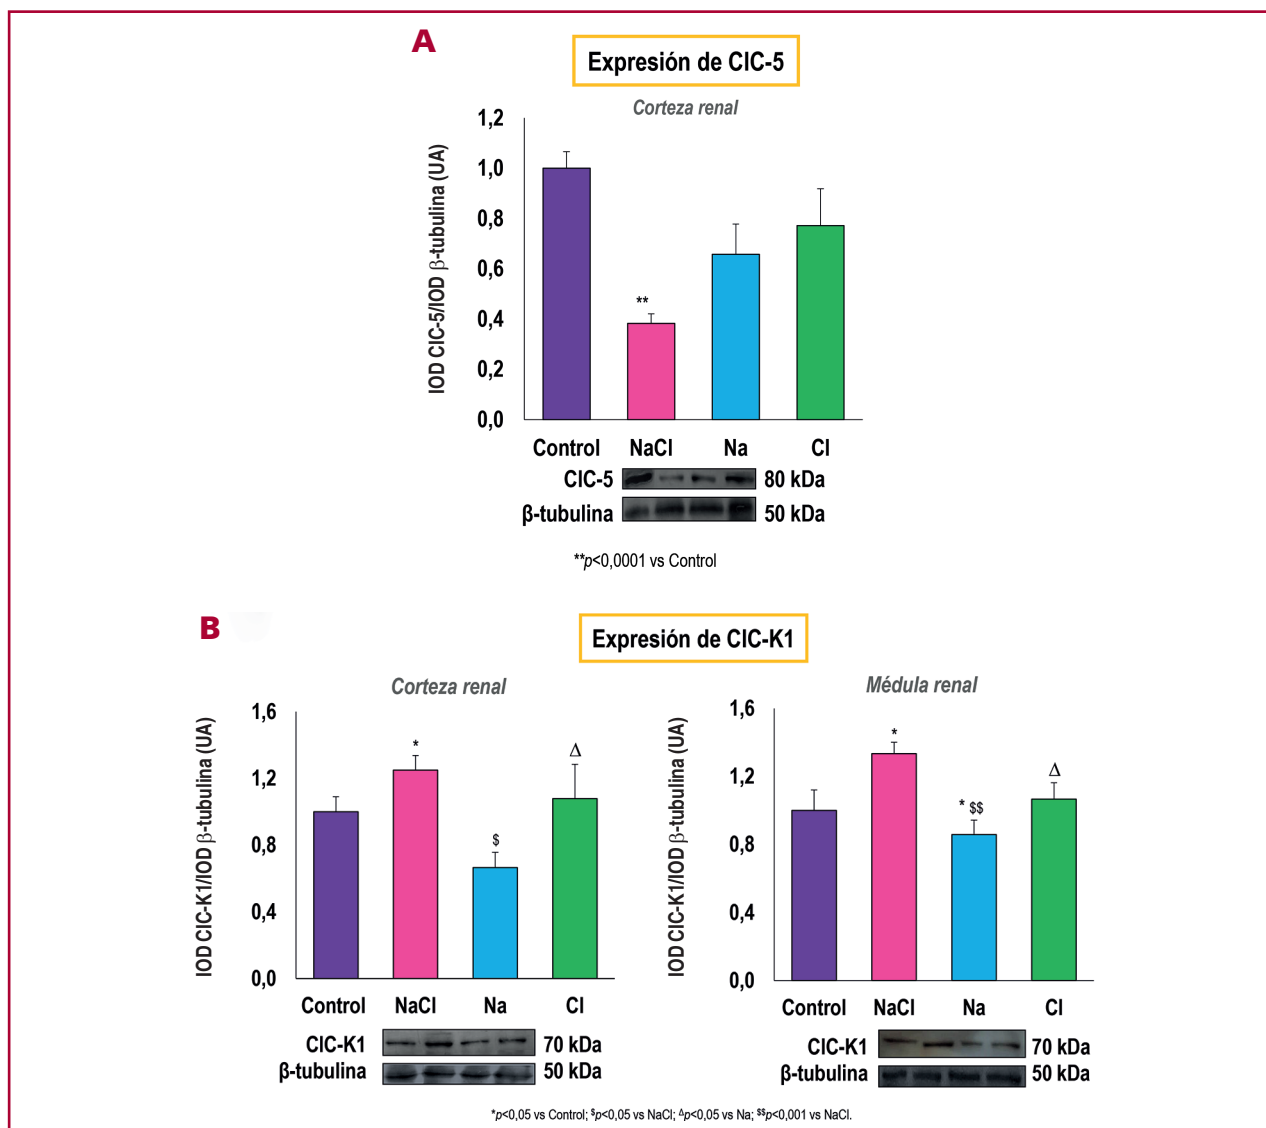 A
Expresión de ClC-5
Corteza renal
IOD ClC-5/IOD β-tubulina (UA)
1,2
1,0
0,8
0,6
0,4
0,2
0,0
**
Control NaCl Na Cl
ClC-5 80 kDa
β-tubulina 50 kDa
**p<0,0001 vs Control
B
Expresión de ClC-K1
Corteza renal
IOD ClC-K1/IOD β-tubulina (UA)
1,6
1,2
0,8
0,4
0,0
*
$
Δ
Control NaCl Na Cl
ClC-K1 70 kDa
β-tubulina 50 kDa
Médula renal
IOD ClC-K1/IOD β-tubulina (UA)
1,6
1,2
0,8
0,4
0,0
*
* $$
Δ
Control NaCl Na Cl
ClC-K1 70 kDa
β-tubulina 50 kDa
*p<0,05 vs Control; $p<0,05 vs NaCl; Δp<0,05 vs Na; $$p<0,001 vs NaCl.